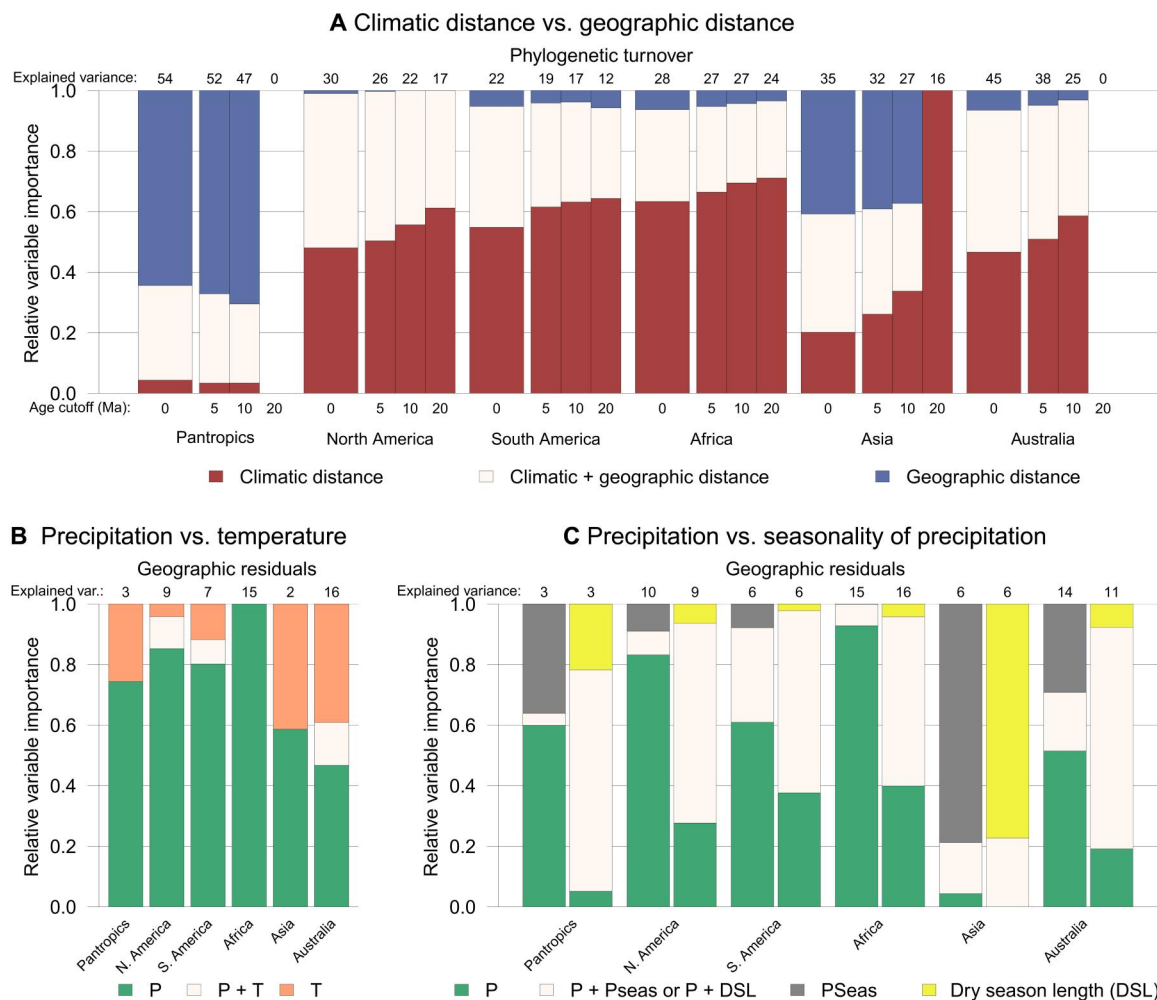 A Climatic distance vs. geographic distance
Phylogenetic turnover
Explained variance: 54 52 47 0 30 26 22 17 22 19 17 12 28 27 27 24 35 32 27 16 45 38 25 0
Relative variable importance
1.0
0.8
0.6
0.4
0.2
0.0
Age cutoff (Ma): 0 5 10 20 0 5 10 20 0 5 10 20 0 5 10 20 0 5 10 20 0 5 10 20
Pantropics North America South America Africa Asia Australia
Climatic distance Climatic + geographic distance Geographic distance
B Precipitation vs. temperature
Geographic residuals
Explained var.: 3 9 7 15 2 16
Relative variable importance
1.0
0.8
0.6
0.4
0.2
0.0
Pantropics N. America S. America Africa Asia Australia
P P + T T
C Precipitation vs. seasonality of precipitation
Geographic residuals
Explained variance: 3 3 10 9 6 6 15 16 6 6 14 11
Relative variable importance
1.0
0.8
0.6
0.4
0.2
0.0
Pantropics N. America S. America Africa Asia Australia
P P + Pseas or P + DSL PSeas Dry season length (DSL)